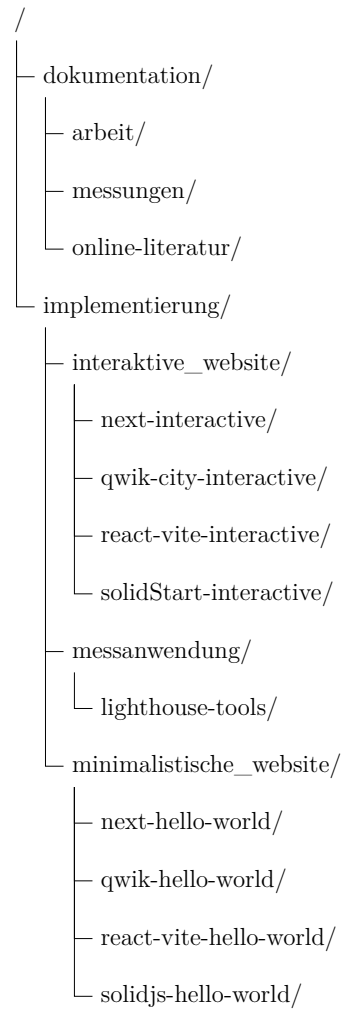 /
dokumentation/
arbeit/
messungen/
online-literatur/
implementierung/
interaktive_website/
next-interactive/
qwik-city-interactive/
react-vite-interactive/
solidStart-interactive/
messanwendung/
lighthouse-tools/
minimalistische_website/
next-hello-world/
qwik-hello-world/
react-vite-hello-world/
solidjs-hello-world/